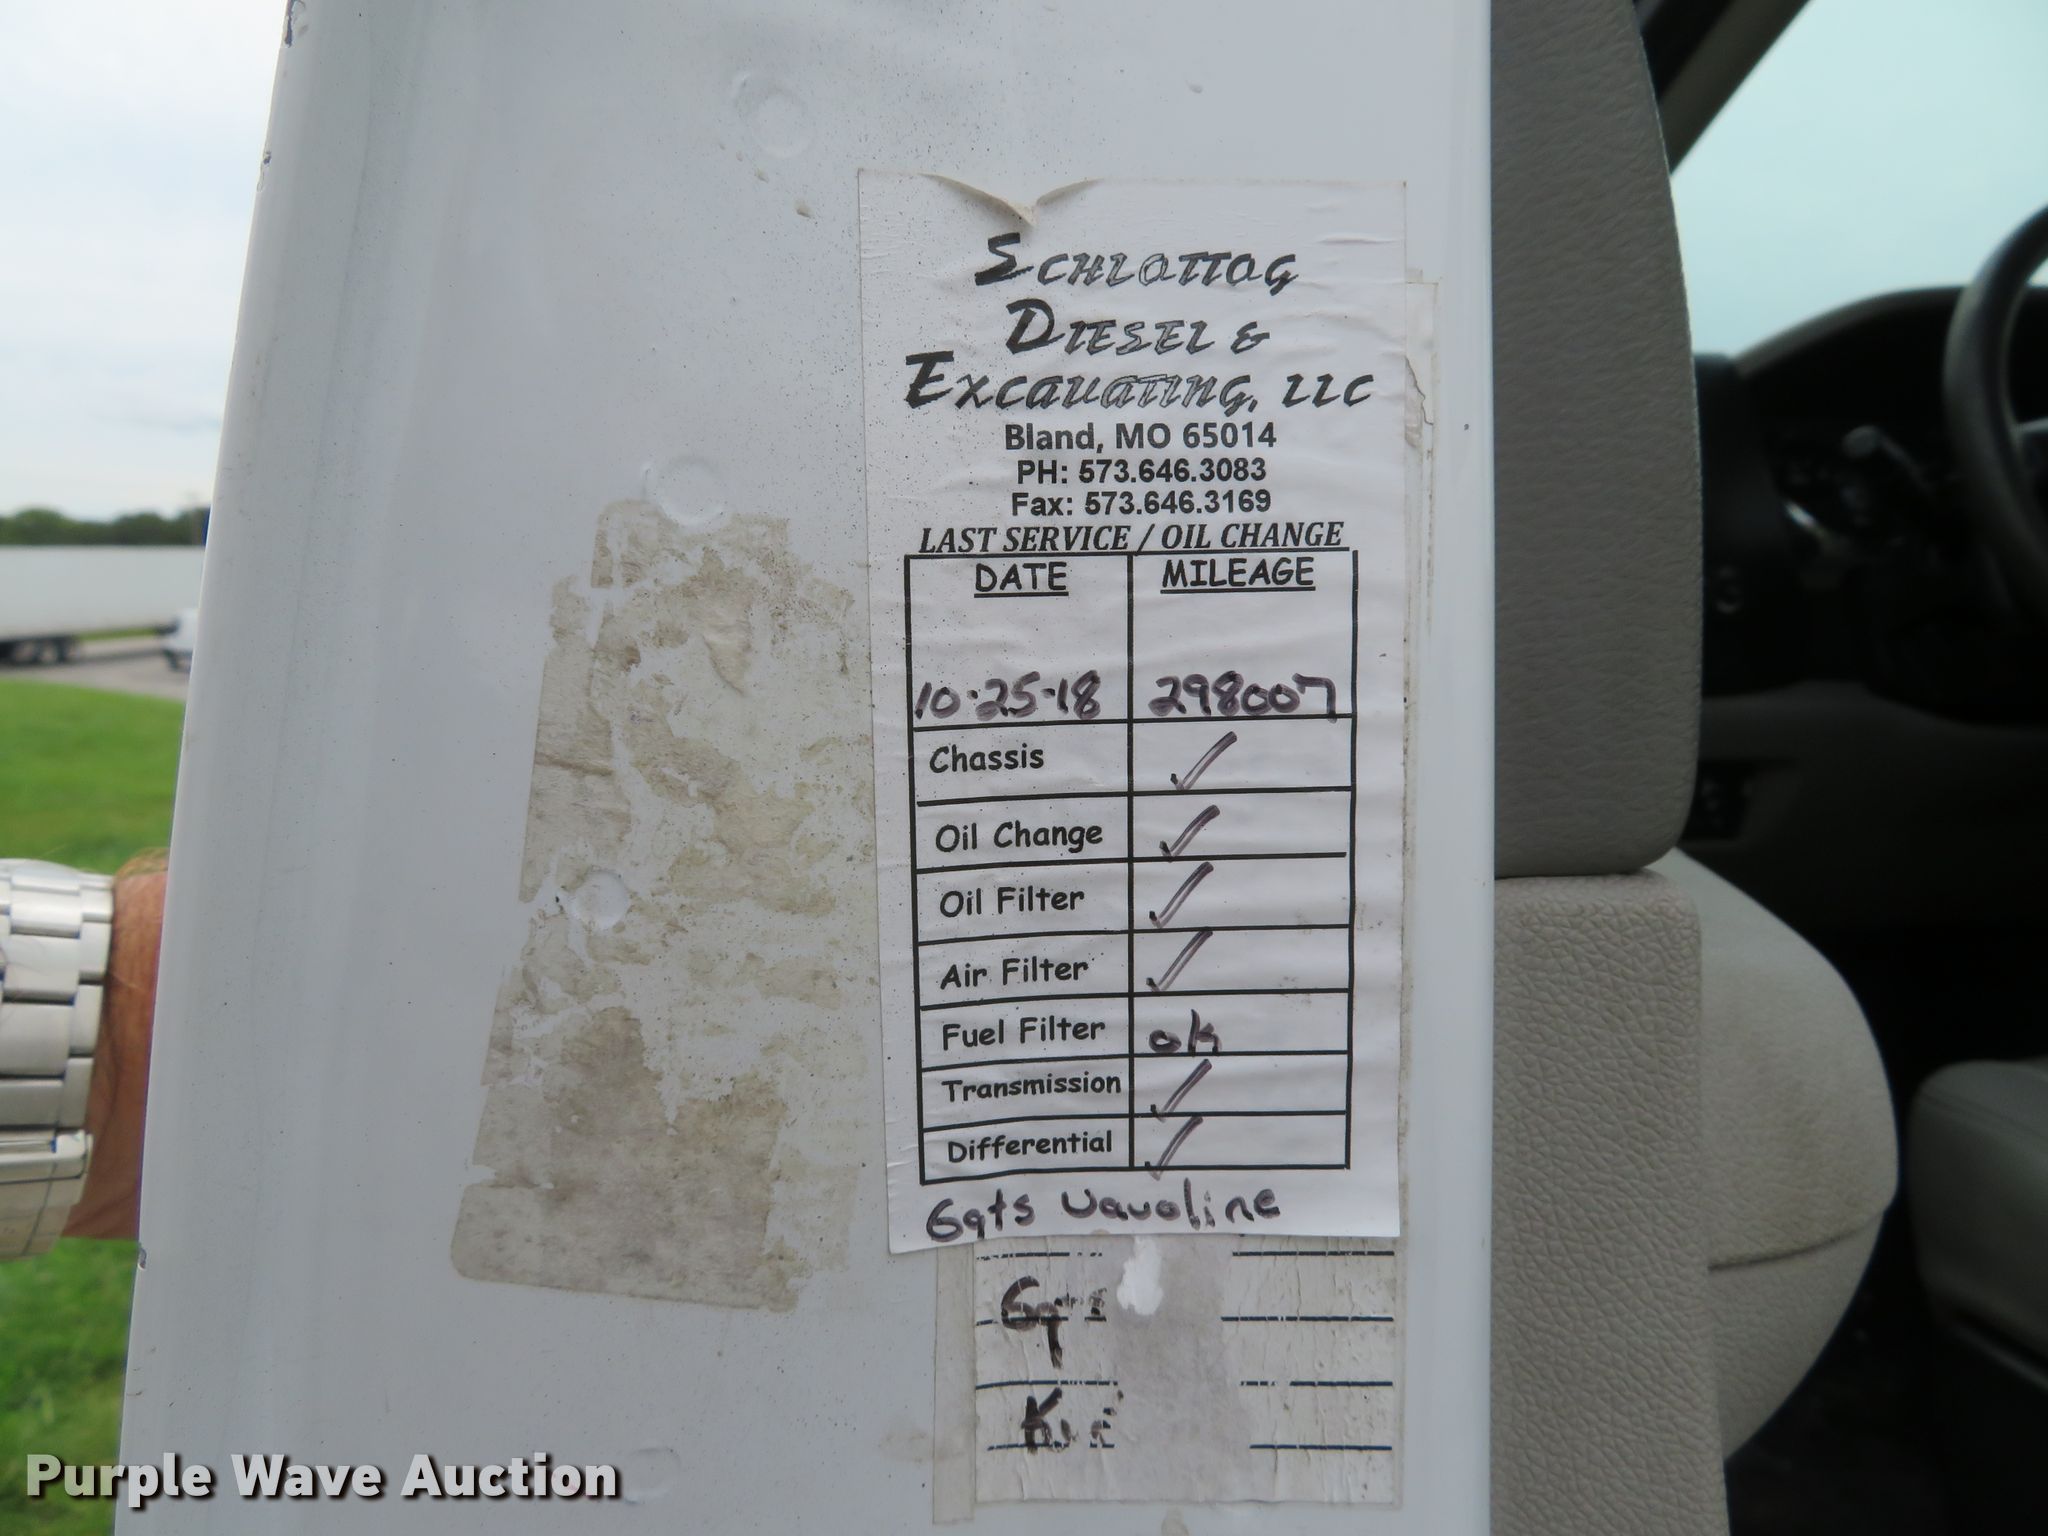 SCHLOTTOG
DIESEL &
EXCAVATING, LLC
Bland, MO 65014
PH: 573.646.3083
Fax: 573.646.3169
LAST SERVICE / OIL CHANGE
DATE MILEAGE
10-25-18 298007
Chassis ✓
Oil Change ✓
Oil Filter ✓
Air Filter ✓
Fuel Filter ok
Transmission ✓
Differential ✓
6qts Vavoline
6qts
Purple Wave Auction